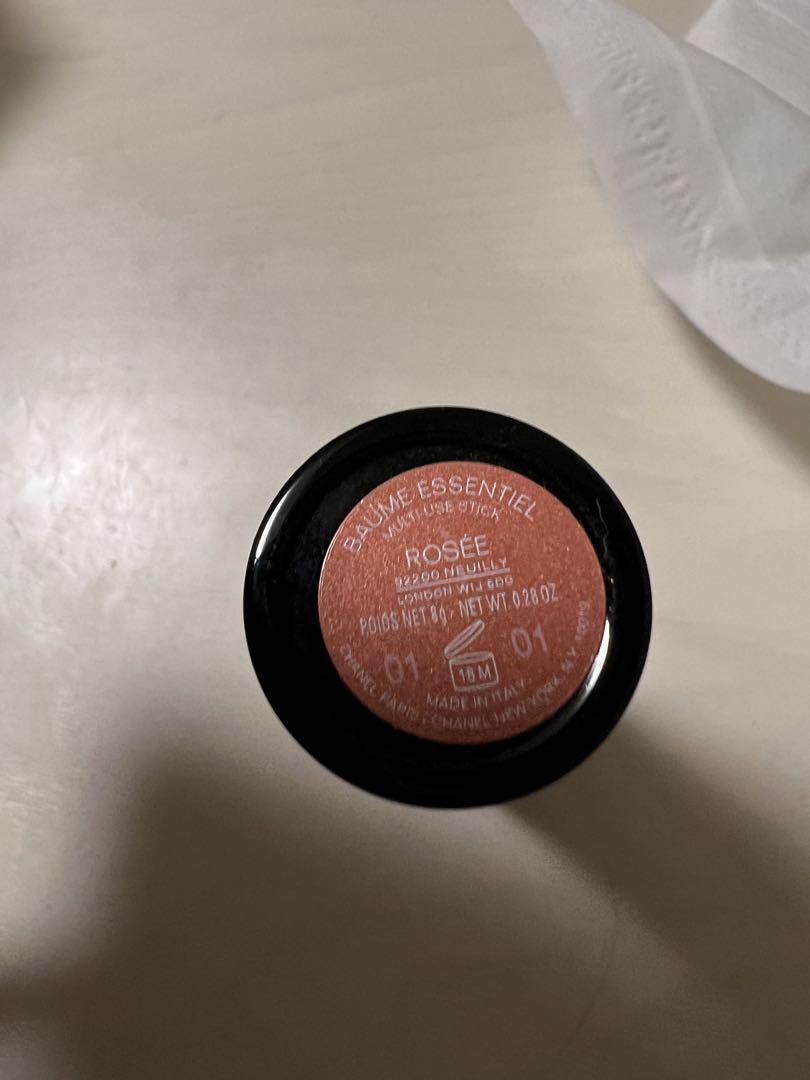 BAUME ESSENTIEL
MULTI-USE STICK
ROSÉE
92200 NEUILLY
LONDON W1J 6DG
POIDS NET 8g - NET WT. 0.28 OZ
01 18 M 01
MADE IN ITALY
CHANEL PARIS - CHANEL NEW YORK, N.Y. 10019